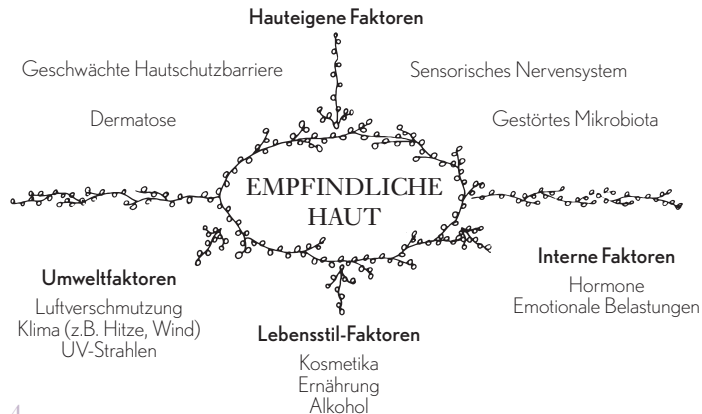 Hauteigene Faktoren
Geschwächte Hautschutzbarriere
Sensorisches Nervensystem
Dermatose
Gestörtes Mikrobiota
EMPFINDLICHE
HAUT
Umweltfaktoren
Luftverschmutzung
Klima (z.B. Hitze, Wind)
UV-Strahlen
Lebensstil-Faktoren
Kosmetika
Ernährung
Alkohol
Interne Faktoren
Hormone
Emotionale Belastungen
4